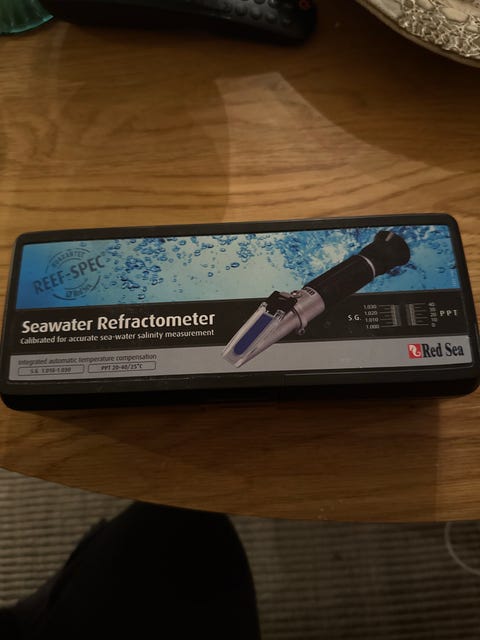 GUARANTEE
REEF-SPEC
Seawater Refractometer
Calibrated for accurate sea-water salinity measurement
Integrated automatic temperature compensation
S.G. 1.010-1.030
PPT 20-40/25°C
S.G.
1.030
1.020
1.010
1.000
PPT
Red Sea